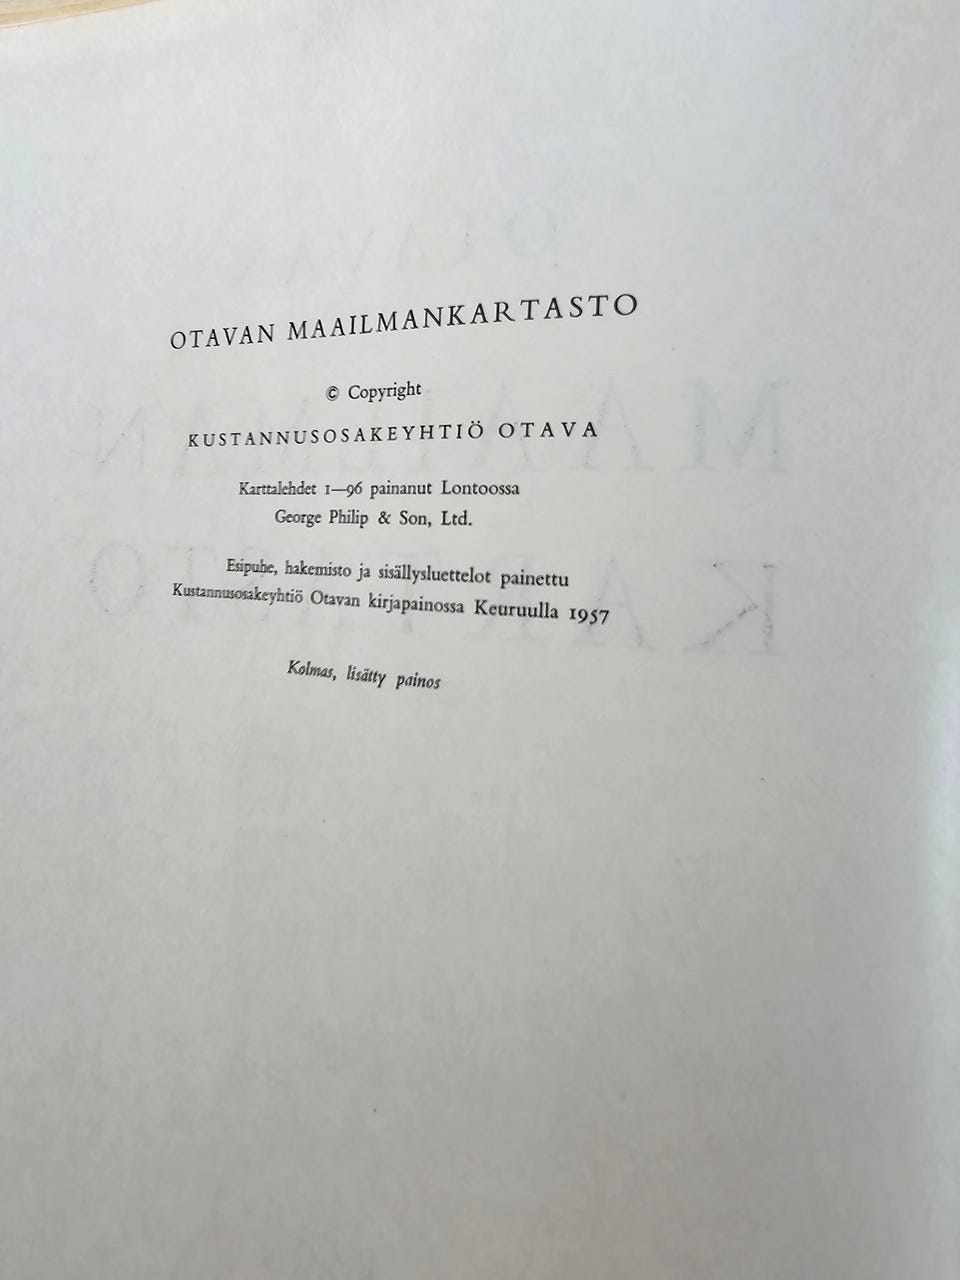 OTAVAN MAAILMANKARTASTO
© Copyright
KUSTANNUSOSAKEYHTIÖ OTAVA
Karttalehdet 1—96 painanut Lontoossa
George Philip & Son, Ltd.
Esipuhe, hakemisto ja sisällysluettelot painettu
Kustannusosakeyhtiö Otavan kirjapainossa Keuruulla 1957
Kolmas, lisätty painos